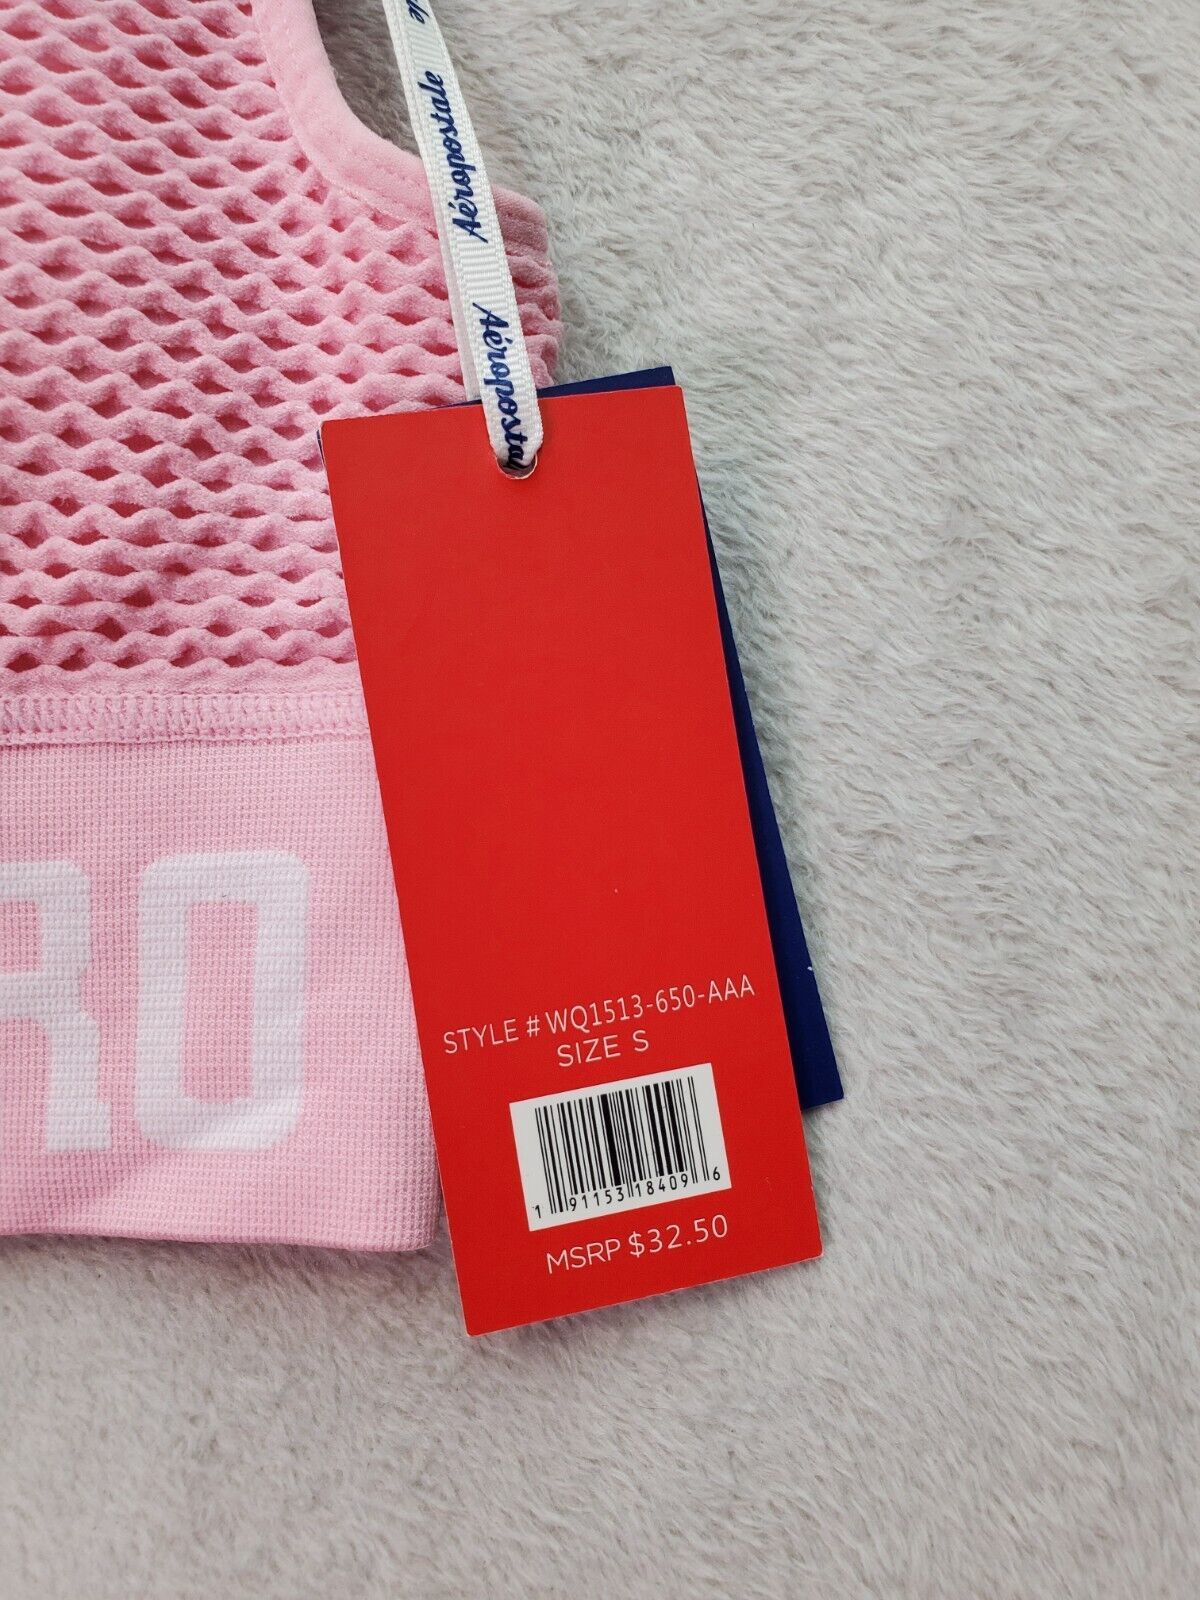 Aéropostale
Aéropostale
RO
STYLE # WQ1513-650-AAA
SIZE S
1 91153 18409 6
MSRP $32.50